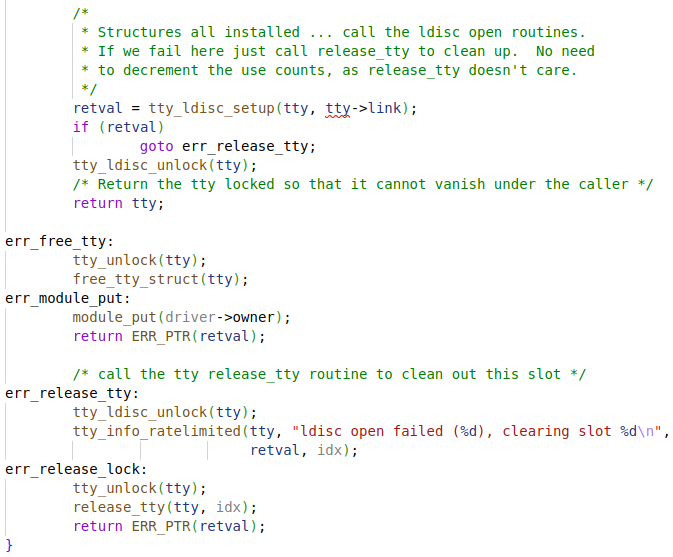 /*
 * Structures all installed ... call the ldisc open routines.
 * If we fail here just call release_tty to clean up.  No need
 * to decrement the use counts, as release_tty doesn't care.
 */
retval = tty_ldisc_setup(tty, tty->link);
if (retval)
        goto err_release_tty;
tty_ldisc_unlock(tty);
/* Return the tty locked so that it cannot vanish under the caller */
return tty;

err_free_tty:
        tty_unlock(tty);
        free_tty_struct(tty);
err_module_put:
        module_put(driver->owner);
        return ERR_PTR(retval);

        /* call the tty release_tty routine to clean out this slot */
err_release_tty:
        tty_ldisc_unlock(tty);
        tty_info_ratelimited(tty, "ldisc open failed (%d), clearing slot %d\n",
                             retval, idx);
err_release_lock:
        tty_unlock(tty);
        release_tty(tty, idx);
        return ERR_PTR(retval);
}